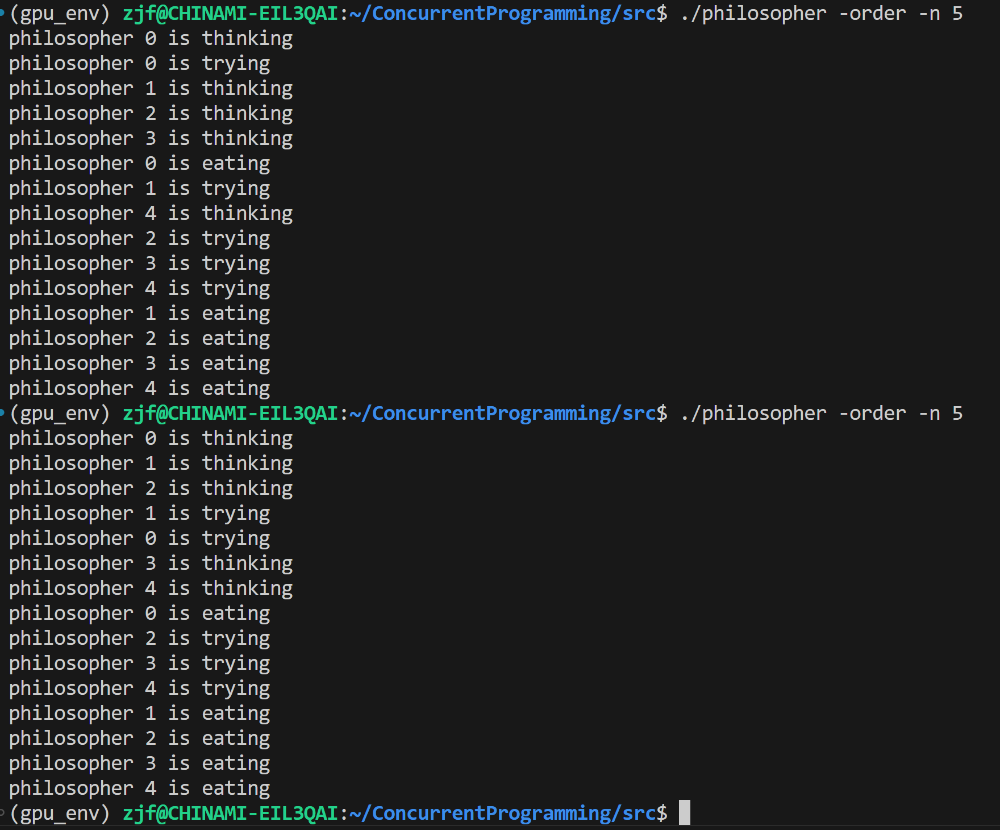 (gpu_env) zjf@CHINAMI-EIL3QAI:~/ConcurrentProgramming/src$ ./philosopher -order -n 5
philosopher 0 is thinking
philosopher 0 is trying
philosopher 1 is thinking
philosopher 2 is thinking
philosopher 3 is thinking
philosopher 0 is eating
philosopher 1 is trying
philosopher 4 is thinking
philosopher 2 is trying
philosopher 3 is trying
philosopher 4 is trying
philosopher 1 is eating
philosopher 2 is eating
philosopher 3 is eating
philosopher 4 is eating
(gpu_env) zjf@CHINAMI-EIL3QAI:~/ConcurrentProgramming/src$ ./philosopher -order -n 5
philosopher 0 is thinking
philosopher 1 is thinking
philosopher 2 is thinking
philosopher 1 is trying
philosopher 0 is trying
philosopher 3 is thinking
philosopher 4 is thinking
philosopher 0 is eating
philosopher 2 is trying
philosopher 3 is trying
philosopher 4 is trying
philosopher 1 is eating
philosopher 2 is eating
philosopher 3 is eating
philosopher 4 is eating
(gpu_env) zjf@CHINAMI-EIL3QAI:~/ConcurrentProgramming/src$